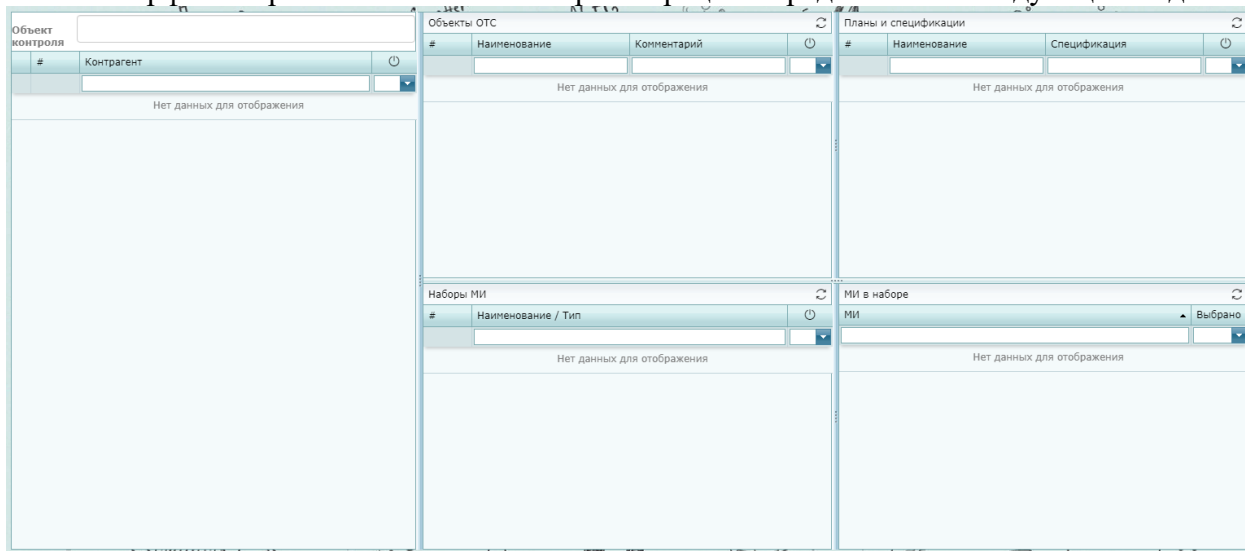 Объект
контроля
# Контрагент
Нет данных для отображения
Объекты ОТС
# Наименование Комментарий
Нет данных для отображения
Планы и спецификации
# Наименование Спецификация
Нет данных для отображения
Наборы МИ
# Наименование / Тип
Нет данных для отображения
МИ в наборе
МИ Выбрано
Нет данных для отображения